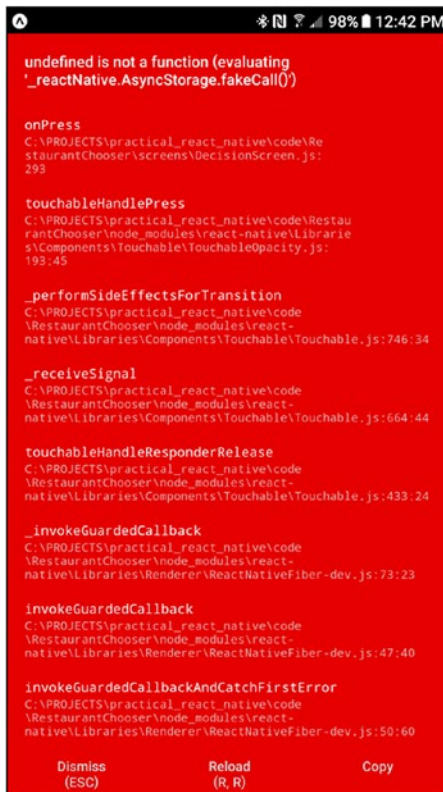 98% 12:42 PM
undefined is not a function (evaluating
'_reactNative.AsyncStorage.fakeCall()')
onPress
C:\PROJECTS\practical_react_native\code\Re
staurantChooser\screens\DecisionScreen.js:
293
touchableHandlePress
C:\PROJECTS\practical_react_native\code\Restau
rantChooser\node_modules\react-native\Librarie
s\Components\Touchable\TouchableOpacity.js:
193:45
_performSideEffectsForTransition
C:\PROJECTS\practical_react_native\code
\RestaurantChooser\node_modules\react-
native\Libraries\Components\Touchable\Touchable.js:746:34
_receiveSignal
C:\PROJECTS\practical_react_native\code
\RestaurantChooser\node_modules\react-
native\Libraries\Components\Touchable\Touchable.js:664:44
touchableHandleResponderRelease
C:\PROJECTS\practical_react_native\code
\RestaurantChooser\node_modules\react-
native\Libraries\Components\Touchable\Touchable.js:433:24
_invokeGuardedCallback
C:\PROJECTS\practical_react_native\code
\RestaurantChooser\node_modules\react-
native\Libraries\Renderer\ReactNativeFiber-dev.js:73:23
invokeGuardedCallback
C:\PROJECTS\practical_react_native\code
\RestaurantChooser\node_modules\react-
native\Libraries\Renderer\ReactNativeFiber-dev.js:47:40
invokeGuardedCallbackAndCatchFirstError
C:\PROJECTS\practical_react_native\code
\RestaurantChooser\node_modules\react-
native\Libraries\Renderer\ReactNativeFiber-dev.js:50:60
Dismiss Reload Copy
(ESC) (R, R)